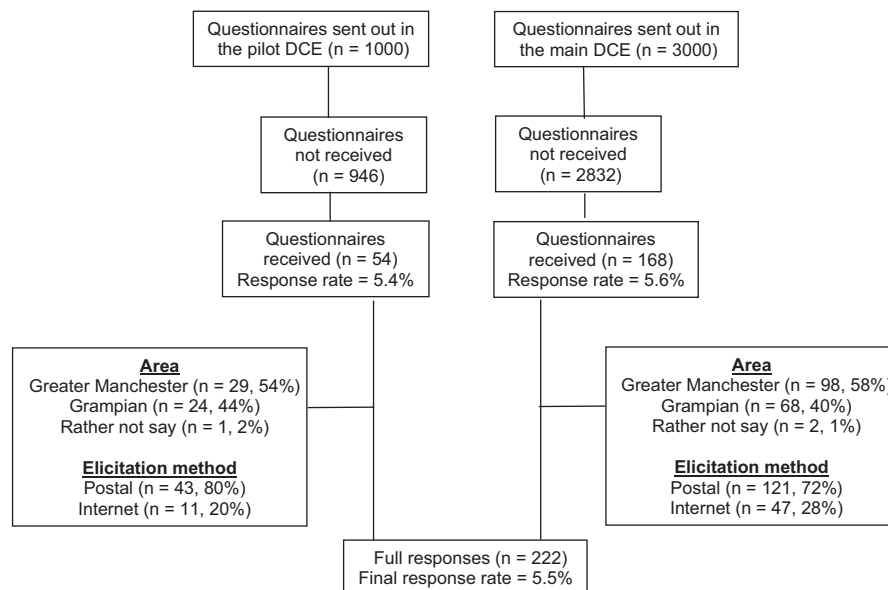 Questionnaires sent out in
the pilot DCE (n = 1000)
Questionnaires sent out in
the main DCE (n = 3000)
Questionnaires
not received
(n = 946)
Questionnaires
not received
(n = 2832)
Questionnaires
received (n = 54)
Response rate = 5.4%
Questionnaires
received (n = 168)
Response rate = 5.6%
Area
Greater Manchester (n = 29, 54%)
Grampian (n = 24, 44%)
Rather not say (n = 1, 2%)
Elicitation method
Postal (n = 43, 80%)
Internet (n = 11, 20%)
Area
Greater Manchester (n = 98, 58%)
Grampian (n = 68, 40%)
Rather not say (n = 2, 1%)
Elicitation method
Postal (n = 121, 72%)
Internet (n = 47, 28%)
Full responses (n = 222)
Final response rate = 5.5%